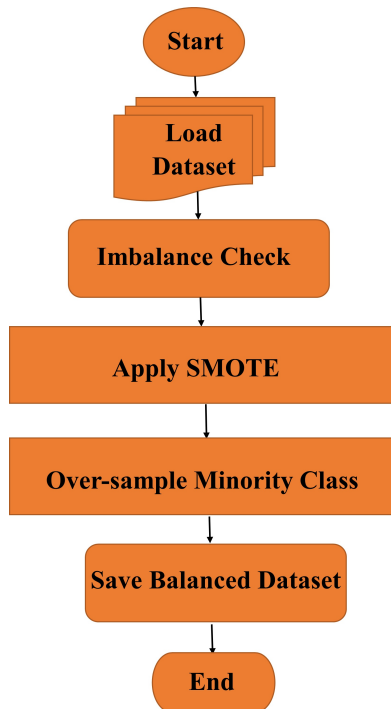 Start
Load
Dataset
Imbalance Check
Apply SMOTE
Over-sample Minority Class
Save Balanced Dataset
End